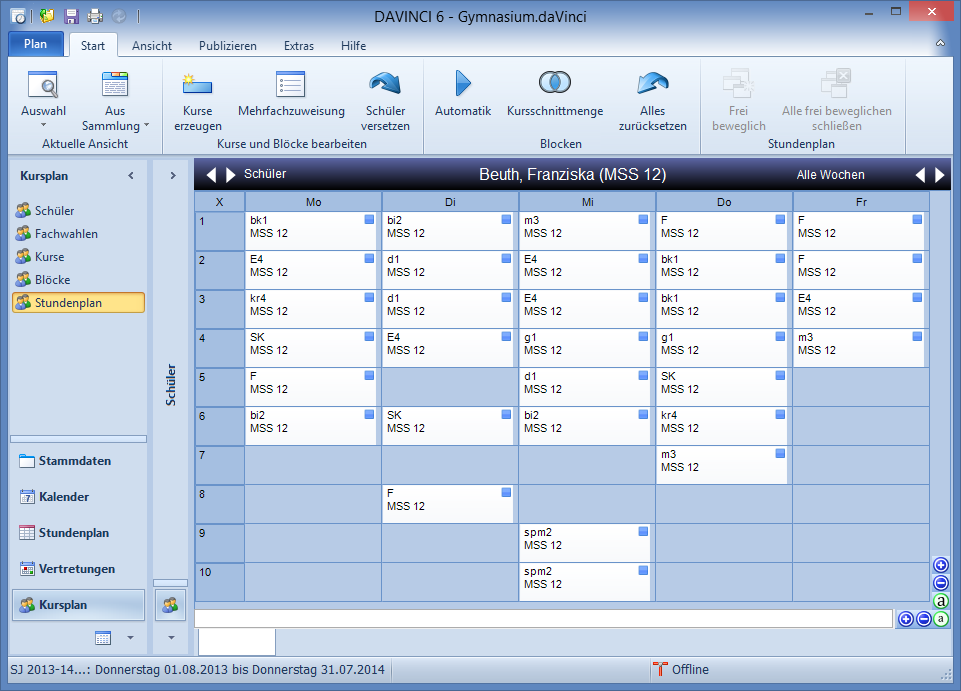 DAVINCI 6 - Gymnasium.daVinci
Plan Start Ansicht Publizieren Extras Hilfe
Auswahl
Aus Sammlung
Kurse erzeugen
Mehrfachzuweisung
Schüler versetzen
Automatik
Kursschnittmenge
Alles zurücksetzen
Frei beweglich
Alle frei beweglichen schließen
Aktuelle Ansicht
Kurse und Blöcke bearbeiten
Blocken
Stundenplan
Kursplan
Schüler
Fachwahlen
Kurse
Blöcke
Stundenplan
Stammdaten
Kalender
Stundenplan
Vertretungen
Kursplan
Schüler
Schüler Beuth, Franziska (MSS 12) Alle Wochen
X Mo Di Mi Do Fr
1 bk1 bi2 m3 F F
MSS 12 MSS 12 MSS 12 MSS 12 MSS 12
2 E4 d1 E4 bk1 F
MSS 12 MSS 12 MSS 12 MSS 12 MSS 12
3 kr4 d1 E4 bk1 E4
MSS 12 MSS 12 MSS 12 MSS 12 MSS 12
4 SK E4 g1 g1 m3
MSS 12 MSS 12 MSS 12 MSS 12 MSS 12
5 F d1 SK
MSS 12 MSS 12 MSS 12
6 bi2 SK bi2 kr4
MSS 12 MSS 12 MSS 12 MSS 12
7 m3
MSS 12
8 F
MSS 12
9 spm2
MSS 12
10 spm2
MSS 12
a
a
SJ 2013-14...: Donnerstag 01.08.2013 bis Donnerstag 31.07.2014
Offline